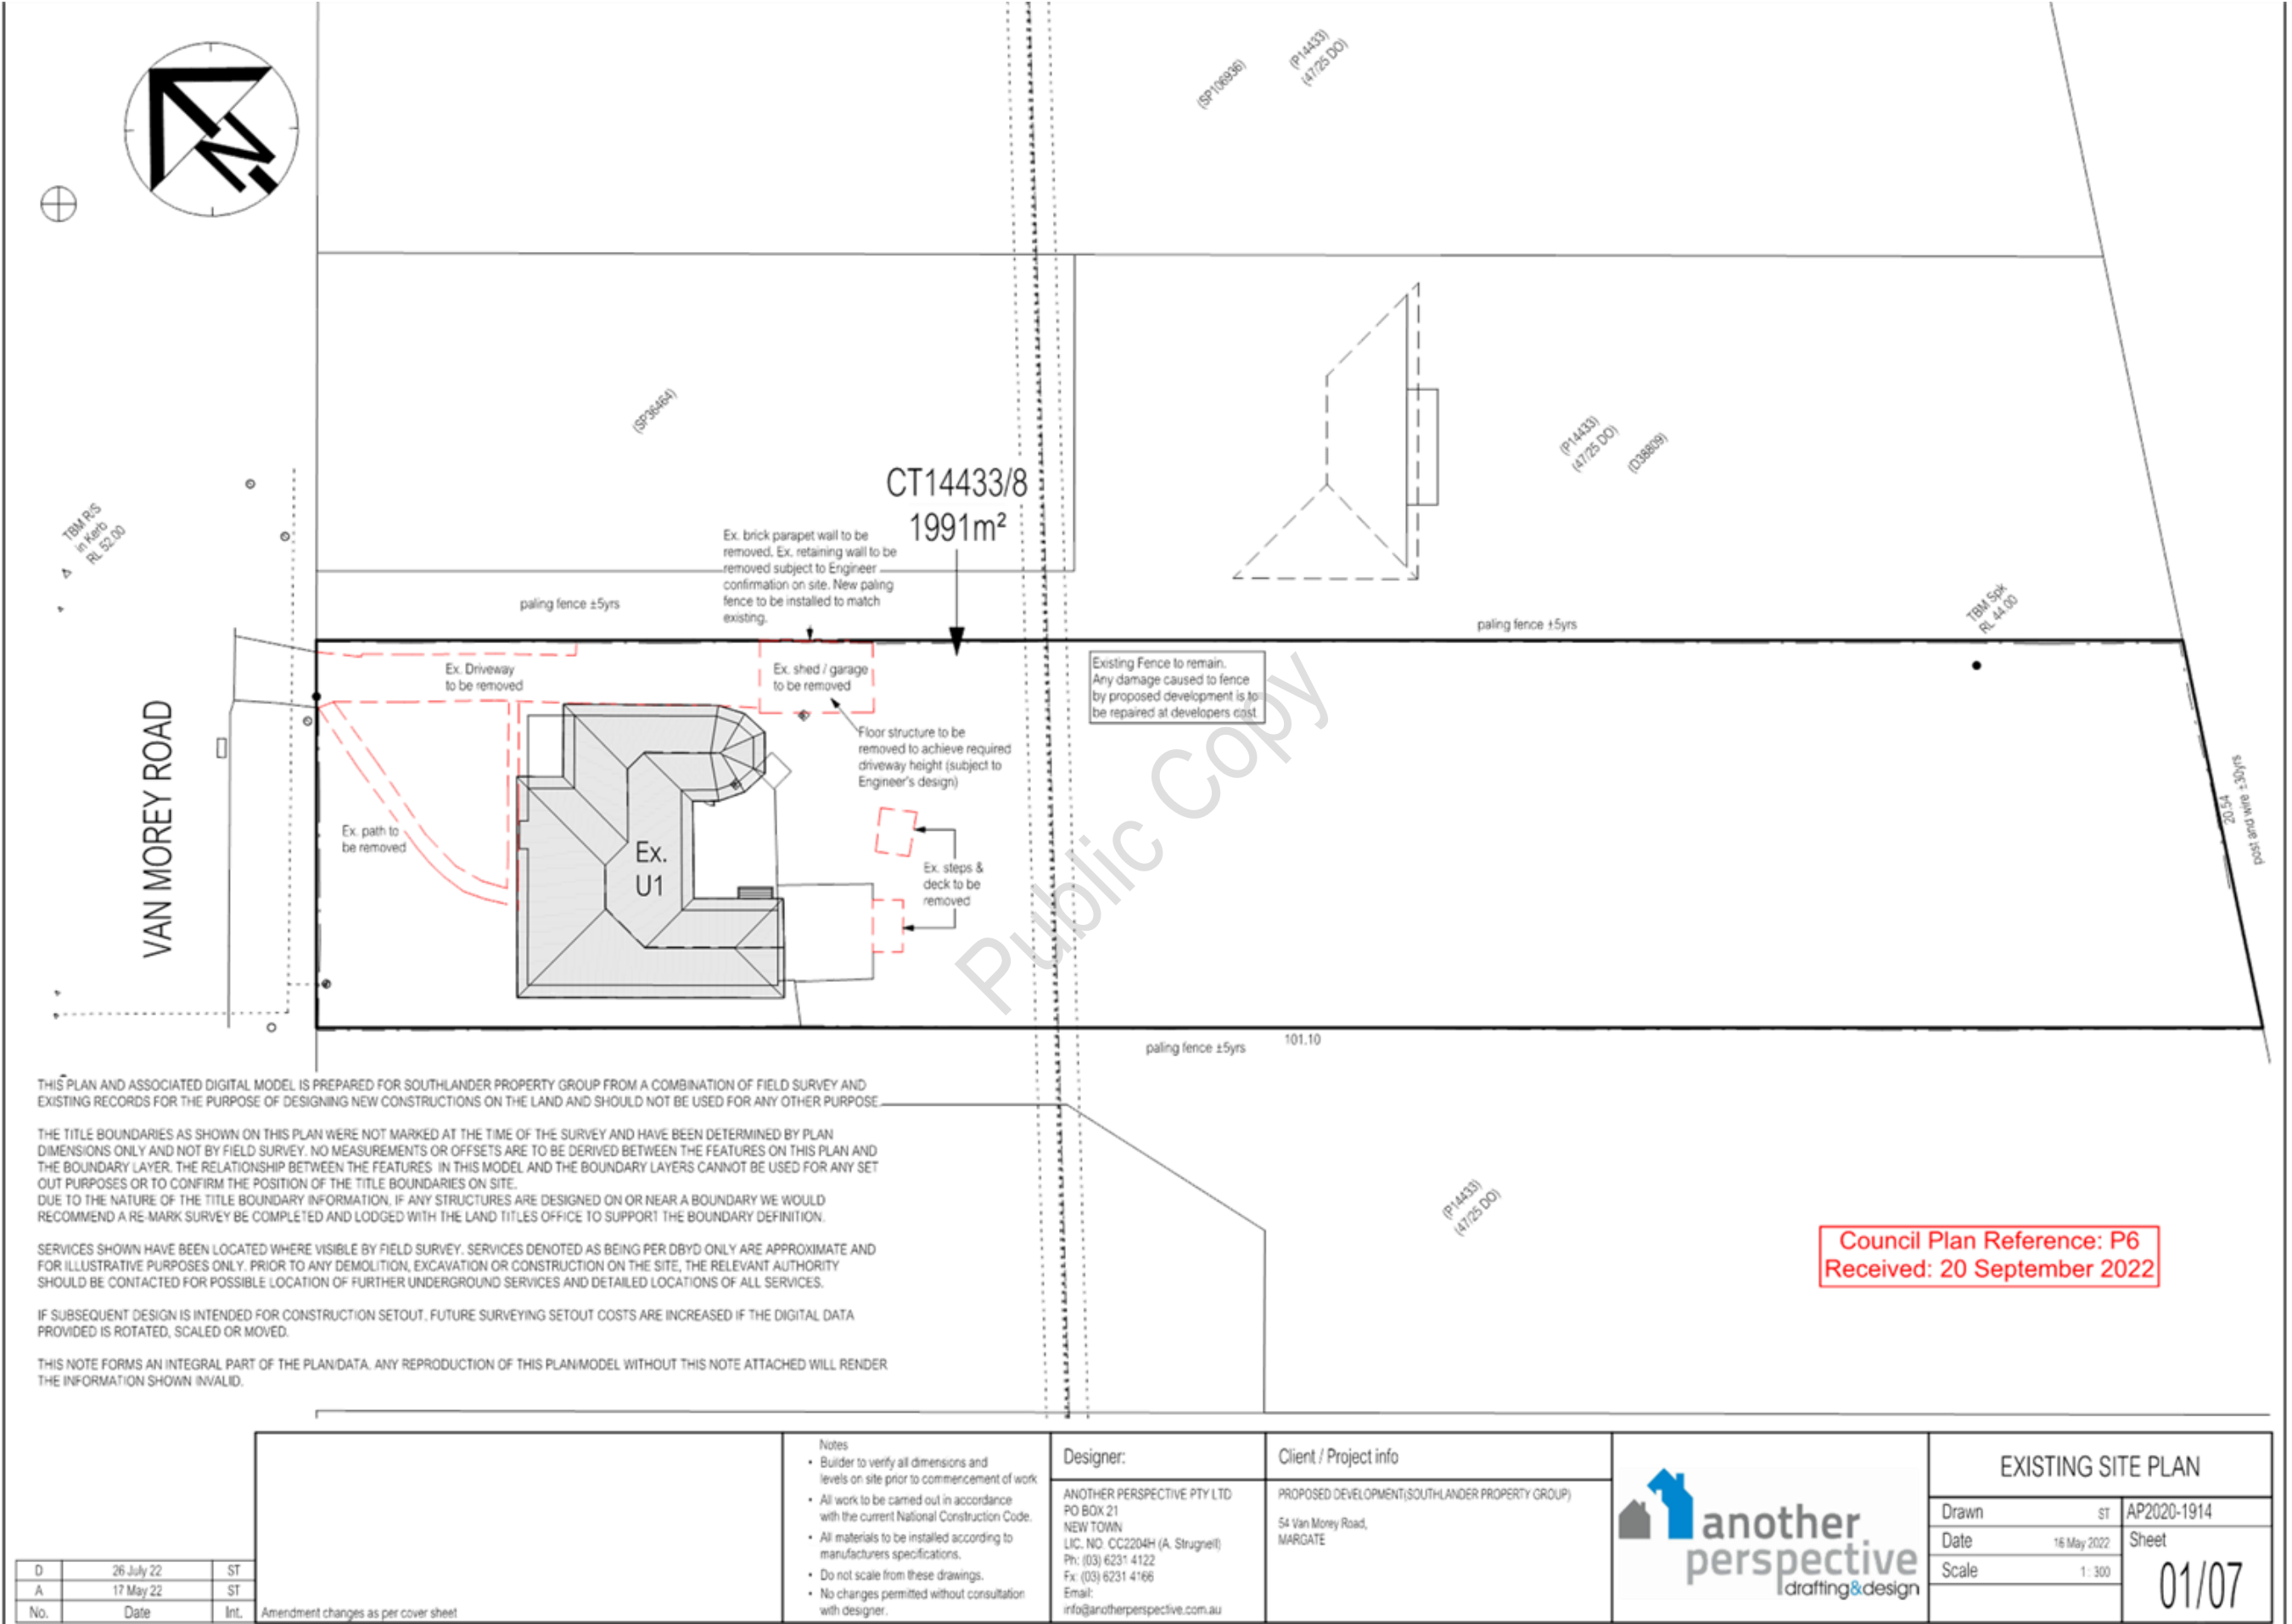 N
(SP106936)
(P14433)
(47/25 DO)
(SP36464)
CT14433/8
1991m²
(P14433)
(47/25 DO)
(D38809)
TBM R/S
in Kerb
RL 52.00
Ex. brick parapet wall to be
removed. Ex. retaining wall to be
removed subject to Engineer
confirmation on site. New paling
fence to be installed to match
existing.
paling fence ±5yrs
paling fence ±5yrs
TBM Spk
RL 44.00
Ex. Driveway
to be removed
Ex. shed / garage
to be removed
Existing Fence to remain.
Any damage caused to fence
by proposed development is to
be repaired at developers cost
Floor structure to be
removed to achieve required
driveway height (subject to
Engineer's design)
VAN MOREY ROAD
Ex. path to
be removed
Ex.
U1
Ex. steps &
deck to be
removed
Public Copy
20.54
post and wire ±30yrs
101.10
paling fence ±5yrs
THIS PLAN AND ASSOCIATED DIGITAL MODEL IS PREPARED FOR SOUTHLANDER PROPERTY GROUP FROM A COMBINATION OF FIELD SURVEY AND
EXISTING RECORDS FOR THE PURPOSE OF DESIGNING NEW CONSTRUCTIONS ON THE LAND AND SHOULD NOT BE USED FOR ANY OTHER PURPOSE.
THE TITLE BOUNDARIES AS SHOWN ON THIS PLAN WERE NOT MARKED AT THE TIME OF THE SURVEY AND HAVE BEEN DETERMINED BY PLAN
DIMENSIONS ONLY AND NOT BY FIELD SURVEY. NO MEASUREMENTS OR OFFSETS ARE TO BE DERIVED BETWEEN THE FEATURES ON THIS PLAN AND
THE BOUNDARY LAYER. THE RELATIONSHIP BETWEEN THE FEATURES IN THIS MODEL AND THE BOUNDARY LAYERS CANNOT BE USED FOR ANY SET
OUT PURPOSES OR TO CONFIRM THE POSITION OF THE TITLE BOUNDARIES ON SITE.
DUE TO THE NATURE OF THE TITLE BOUNDARY INFORMATION, IF ANY STRUCTURES ARE DESIGNED ON OR NEAR A BOUNDARY WE WOULD
RECOMMEND A RE-MARK SURVEY BE COMPLETED AND LODGED WITH THE LAND TITLES OFFICE TO SUPPORT THE BOUNDARY DEFINITION.
SERVICES SHOWN HAVE BEEN LOCATED WHERE VISIBLE BY FIELD SURVEY. SERVICES DENOTED AS BEING PER DBYD ONLY ARE APPROXIMATE AND
FOR ILLUSTRATIVE PURPOSES ONLY. PRIOR TO ANY DEMOLITION, EXCAVATION OR CONSTRUCTION ON THE SITE, THE RELEVANT AUTHORITY
SHOULD BE CONTACTED FOR POSSIBLE LOCATION OF FURTHER UNDERGROUND SERVICES AND DETAILED LOCATIONS OF ALL SERVICES.
IF SUBSEQUENT DESIGN IS INTENDED FOR CONSTRUCTION SETOUT. FUTURE SURVEYING SETOUT COSTS ARE INCREASED IF THE DIGITAL DATA
PROVIDED IS ROTATED, SCALED OR MOVED.
THIS NOTE FORMS AN INTEGRAL PART OF THE PLAN/DATA. ANY REPRODUCTION OF THIS PLAN/MODEL WITHOUT THIS NOTE ATTACHED WILL RENDER
THE INFORMATION SHOWN INVALID.
(P14433)
(47/25 DO)
Council Plan Reference: P6
Received: 20 September 2022
D 26 July 22 ST
A 17 May 22 ST
No. Date Int.
Amendment changes as per cover sheet
Notes
• Builder to verify all dimensions and
levels on site prior to commencement of work
• All work to be carried out in accordance
with the current National Construction Code.
• All materials to be installed according to
manufacturers specifications.
• Do not scale from these drawings.
• No changes permitted without consultation
with designer.
Designer:
ANOTHER PERSPECTIVE PTY LTD
PO BOX 21
NEW TOWN
LIC. NO. CC2204H (A. Strugnell)
Ph: (03) 6231 4122
Fx: (03) 6231 4166
Email:
info@anotherperspective.com.au
Client / Project info
PROPOSED DEVELOPMENT(SOUTHLANDER PROPERTY GROUP)
54 Van Morey Road,
MARGATE
another
perspective
drafting&design
EXISTING SITE PLAN
Drawn ST
Date 16 May 2022
Scale 1 : 300
AP2020-1914
Sheet
01/07